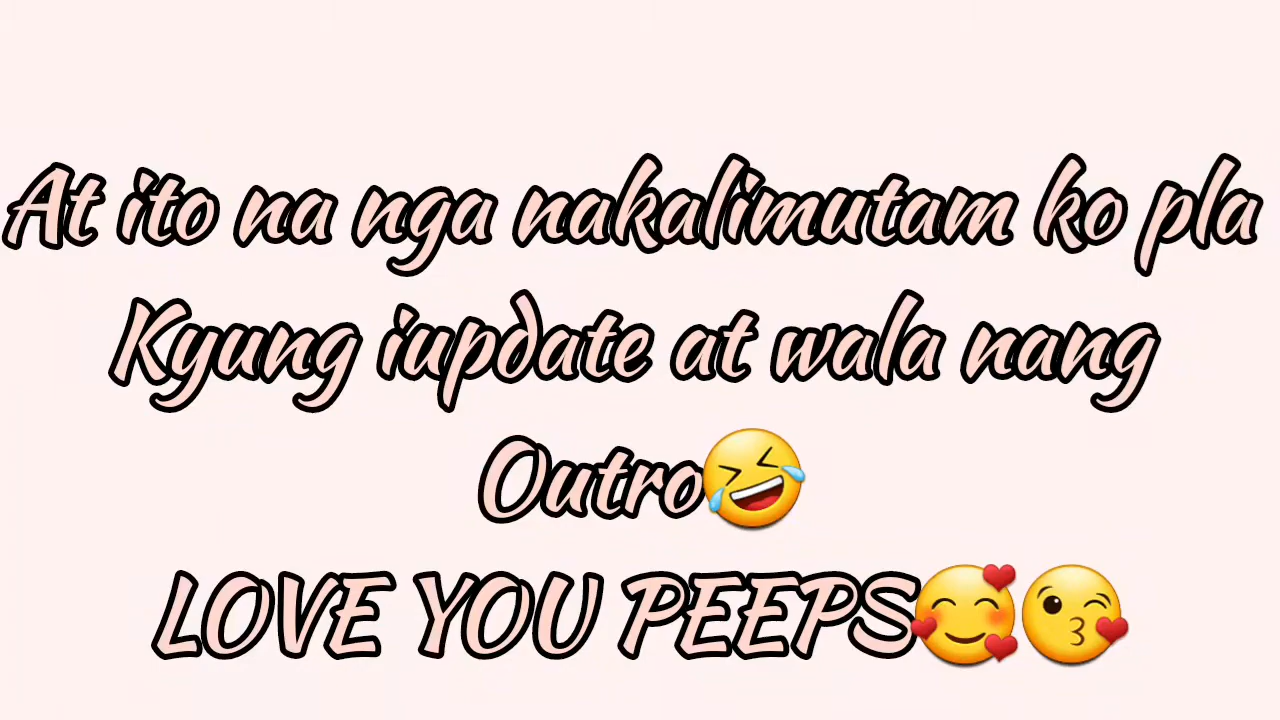 At ito na nga nakalimutam ko pla
Kyung iupdate at wala nang
Outro🤣
LOVE YOU PEEPS🥰😘